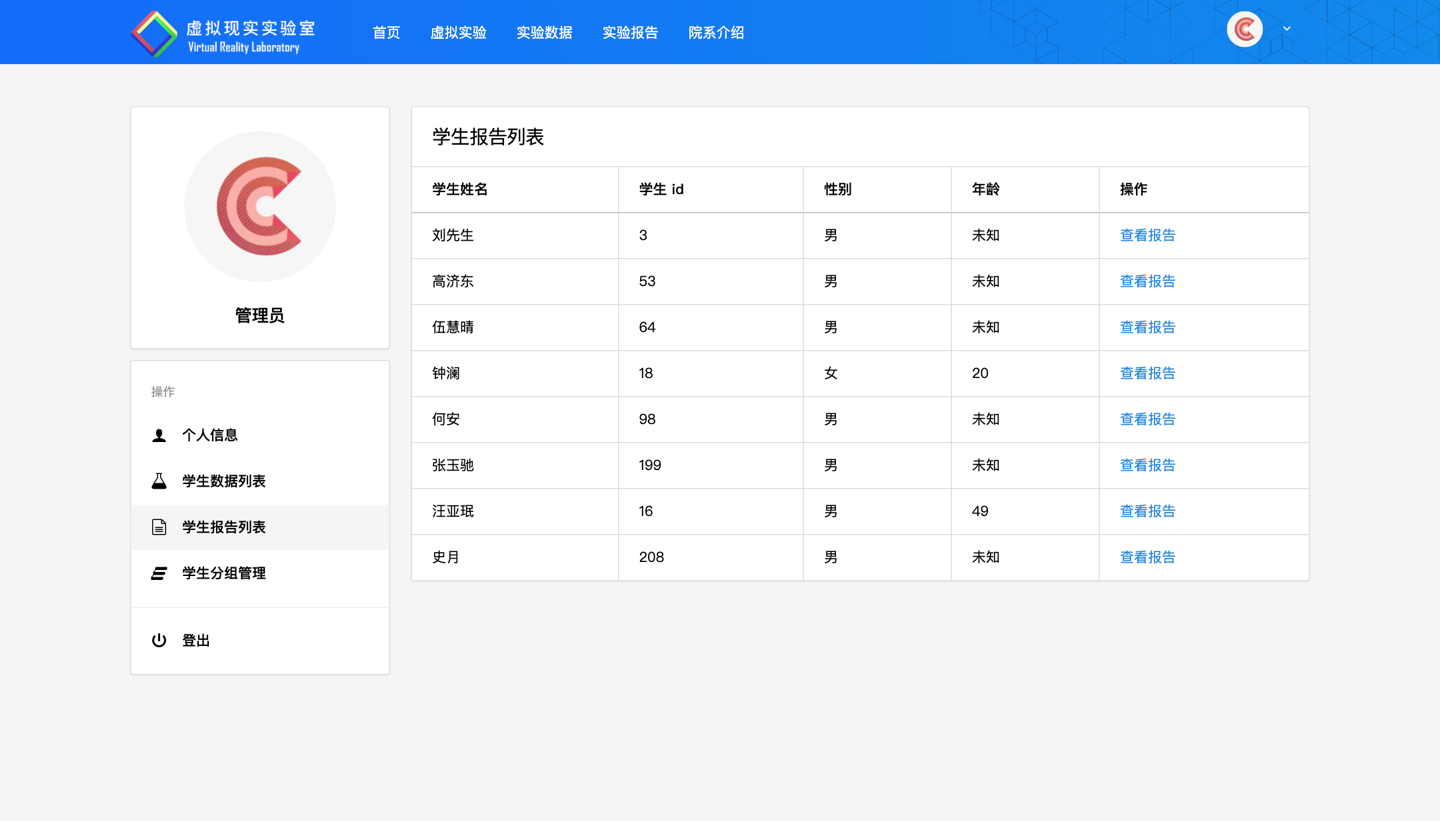 虚拟现实实验室
Virtual Reality Laboratory
首页 虚拟实验 实验数据 实验报告 院系介绍
管理员
操作
个人信息
学生数据列表
学生报告列表
学生分组管理
登出
学生报告列表
学生姓名 学生 id 性别 年龄 操作
刘先生 3 男 未知 查看报告
高济东 53 男 未知 查看报告
伍慧晴 64 男 未知 查看报告
钟澜 18 女 20 查看报告
何安 98 男 未知 查看报告
张玉驰 199 男 未知 查看报告
汪亚珉 16 男 49 查看报告
史月 208 男 未知 查看报告